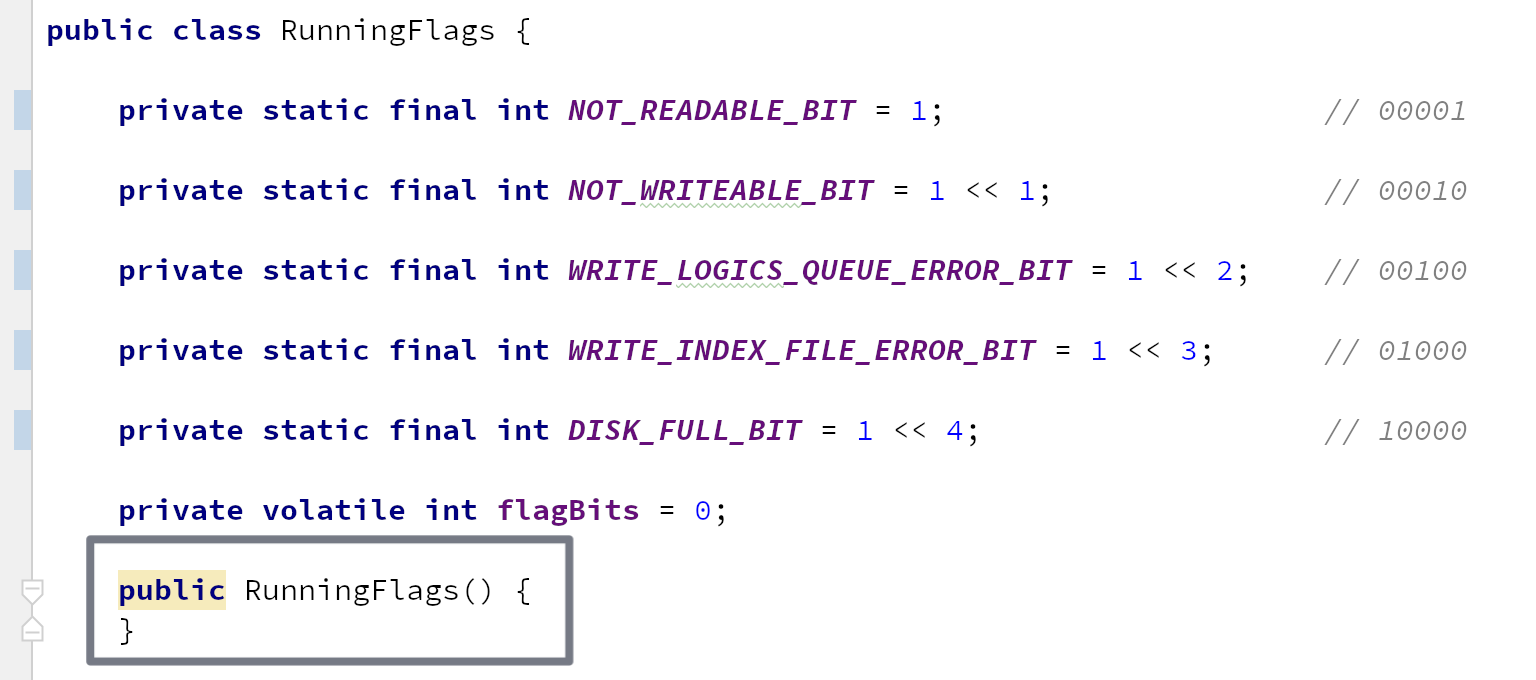 public class RunningFlags {
private static final int NOT_READABLE_BIT = 1; // 00001
private static final int NOT_WRITEABLE_BIT = 1 << 1; // 00010
private static final int WRITE_LOGICS_QUEUE_ERROR_BIT = 1 << 2; // 00100
private static final int WRITE_INDEX_FILE_ERROR_BIT = 1 << 3; // 01000
private static final int DISK_FULL_BIT = 1 << 4; // 10000
private volatile int flagBits = 0;
public RunningFlags() {
}